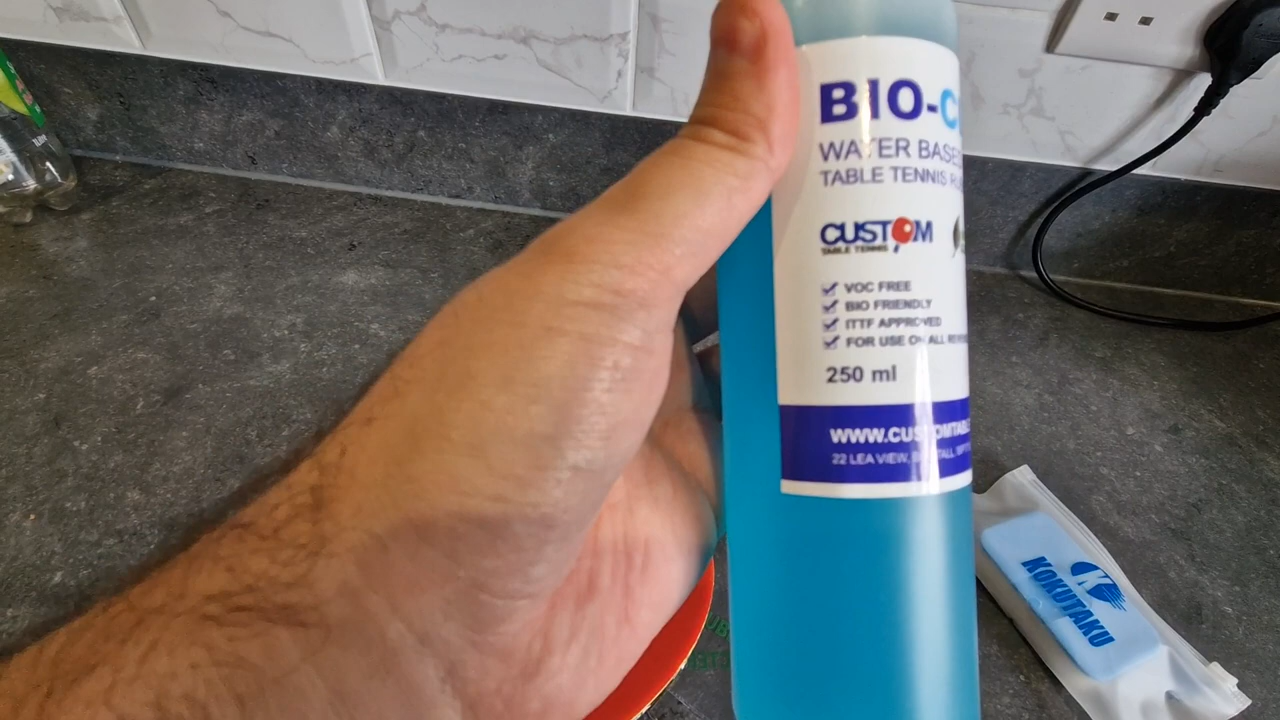 BIO-C
WATER BASE
TABLE TENNIS
CUSTOM
TABLE TENNIS
VOC FREE
BIO FRIENDLY
ITTF APPROVED
FOR USE ON ALL
250 ml
WWW.CUSTOMTAB
22 LEA VIEW,
K
KOKUTAKU